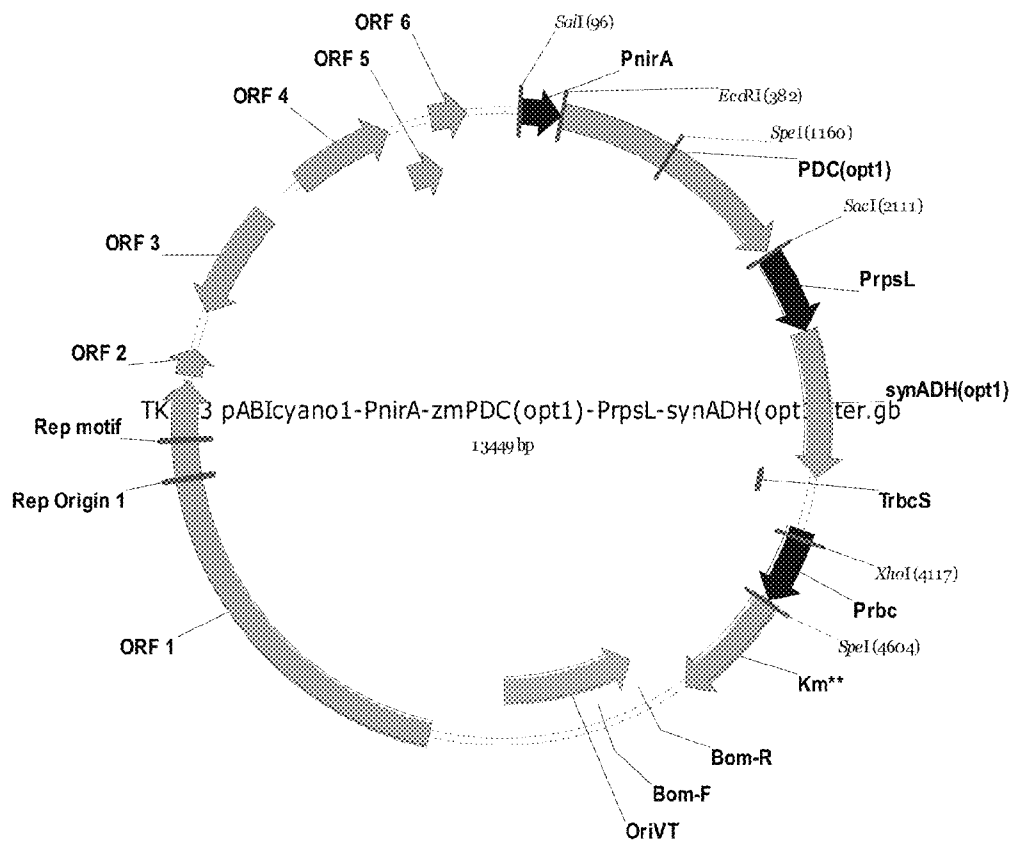 ORF 6
SalI (96)
PnirA
ORF 5
EcoRI (382)
ORF 4
SpeI (1160)
PDC(opt1)
SacI (2111)
ORF 3
PrpsL
ORF 2
synADH(opt1)
pABIcyano1-PnirA-zmPDC(opt1)-PrpsL-synADH(opt
Rep motif
13449 bp
Rep Origin 1
TrbcS
XhoI (4117)
Prbc
ORF 1
SpeI (4604)
Km**
Bom-R
Bom-F
OriVT